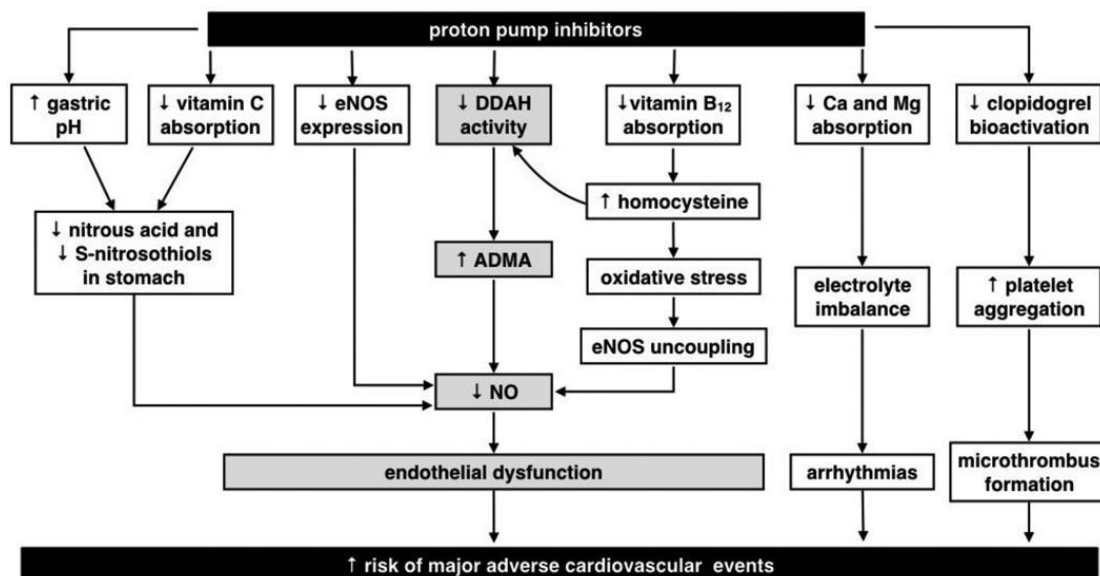 proton pump inhibitors
↑ gastric
pH
↓ vitamin C
absorption
↓ eNOS
expression
↓ DDAH
activity
↓vitamin B₁₂
absorption
↓ Ca and Mg
absorption
↓ clopidogrel
bioactivation
↓ nitrous acid and
↓ S-nitrosothiols
in stomach
↑ homocysteine
↑ ADMA
oxidative stress
electrolyte
imbalance
↑ platelet
aggregation
eNOS uncoupling
↓ NO
endothelial dysfunction
arrhythmias
microthrombus
formation
↑ risk of major adverse cardiovascular events